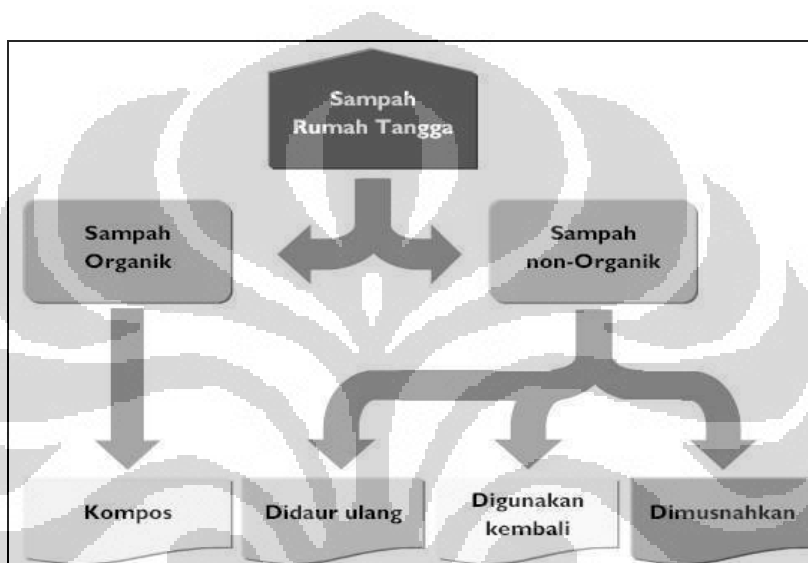 Sampah
Rumah Tangga
Sampah
Organik
Sampah
non-Organik
Kompos
Didaur ulang
Digunakan
kembali
Dimusnahkan